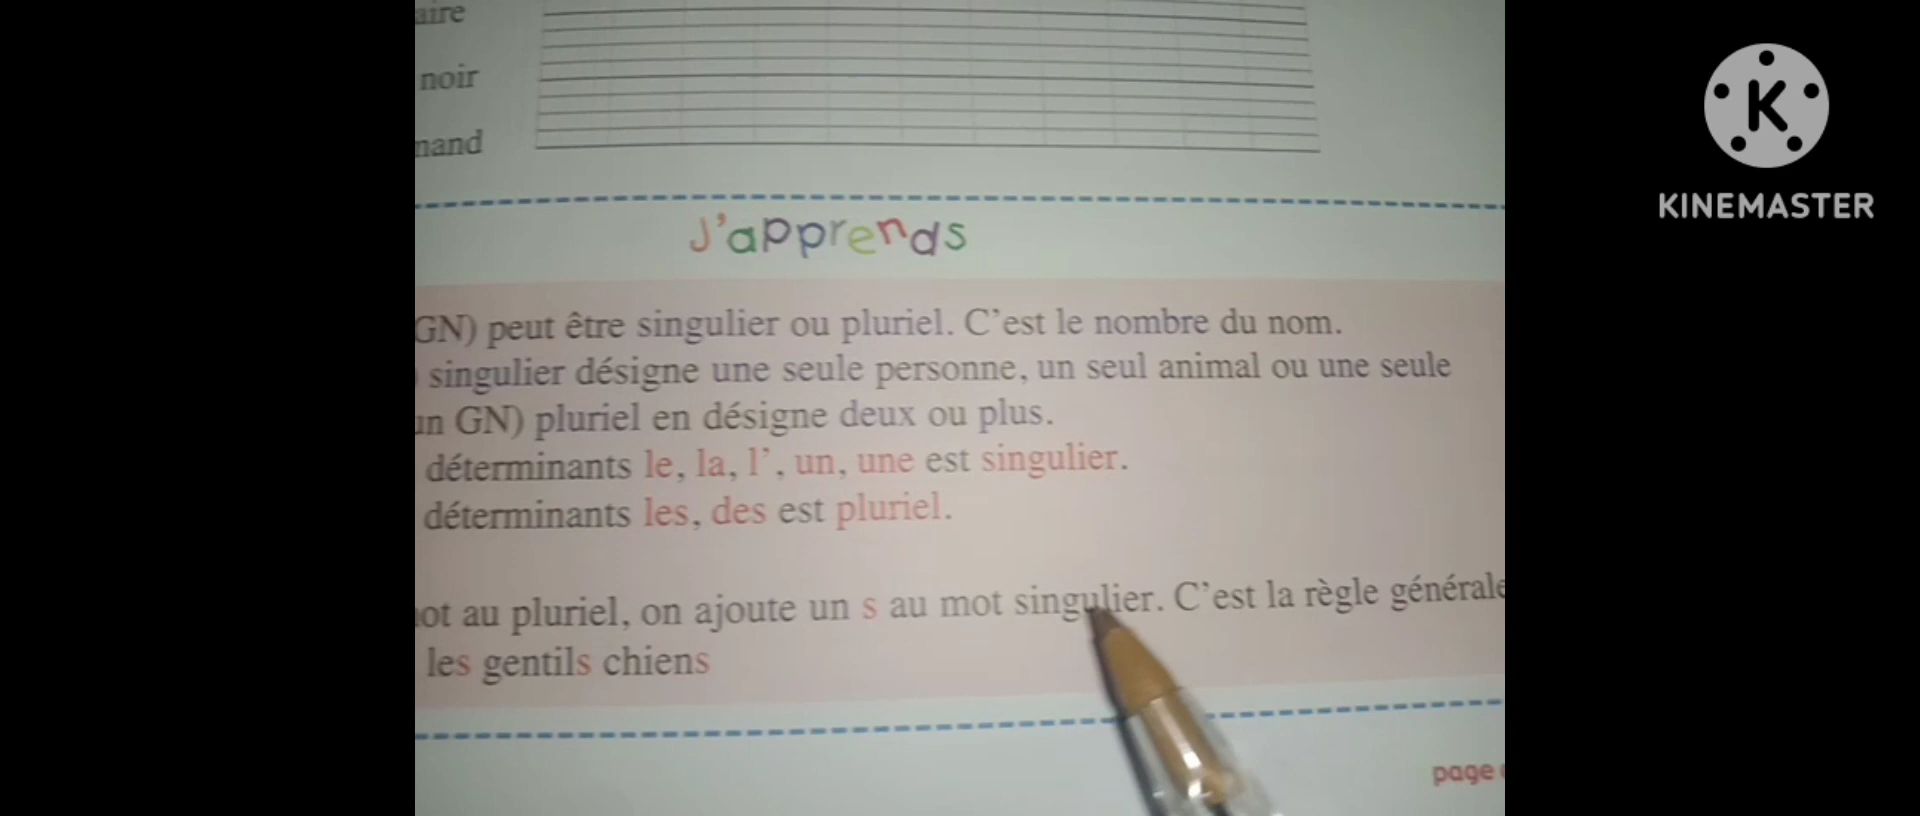 noir
J'apprends
GN) peut être singulier ou pluriel. C'est le nombre du nom.
singulier désigne une seule personne, un seul animal ou une seule
un GN) pluriel en désigne deux ou plus.
déterminants le, la, l', un, une est singulier.
déterminants les, des est pluriel.
au pluriel, on ajoute un s au mot singulier. C'est la règle générale
les gentils chiens
page
KINEMASTER